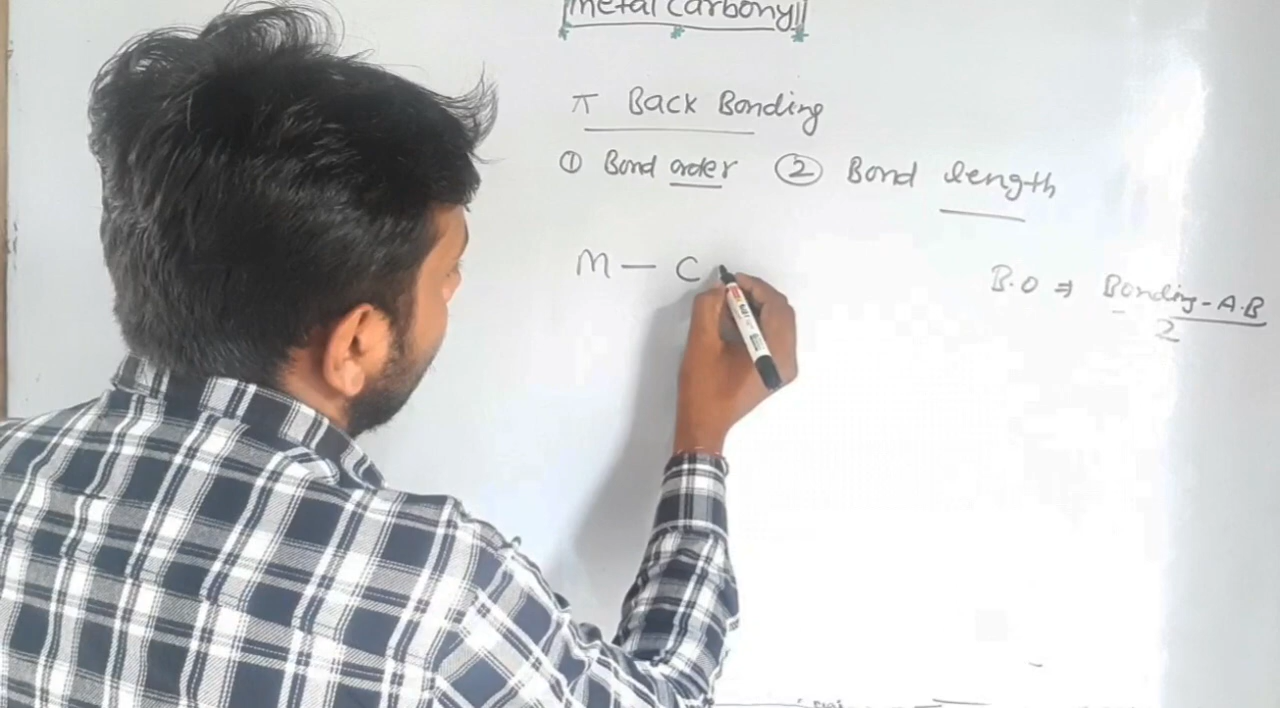 Metal Carbonyl
π Back Bonding
① Bond order ② Bond length
M — C
B.O ⇒ Bonding - A.B
2